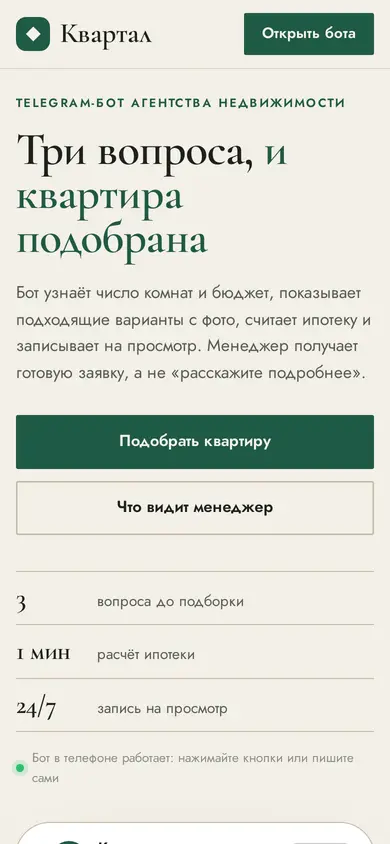 Квартал
Открыть бота
TELEGRAM-БОТ АГЕНТСТВА НЕДВИЖИМОСТИ
Три вопроса, и
квартира
подобрана
Бот узнаёт число комнат и бюджет, показывает
подходящие варианты с фото, считает ипотеку и
записывает на просмотр. Менеджер получает
готовую заявку, а не «расскажите подробнее».
Подобрать квартиру
Что видит менеджер
3 вопроса до подборки
1 мин расчёт ипотеки
24/7 запись на просмотр
Бот в телефоне работает: нажимайте кнопки или пишите
сами